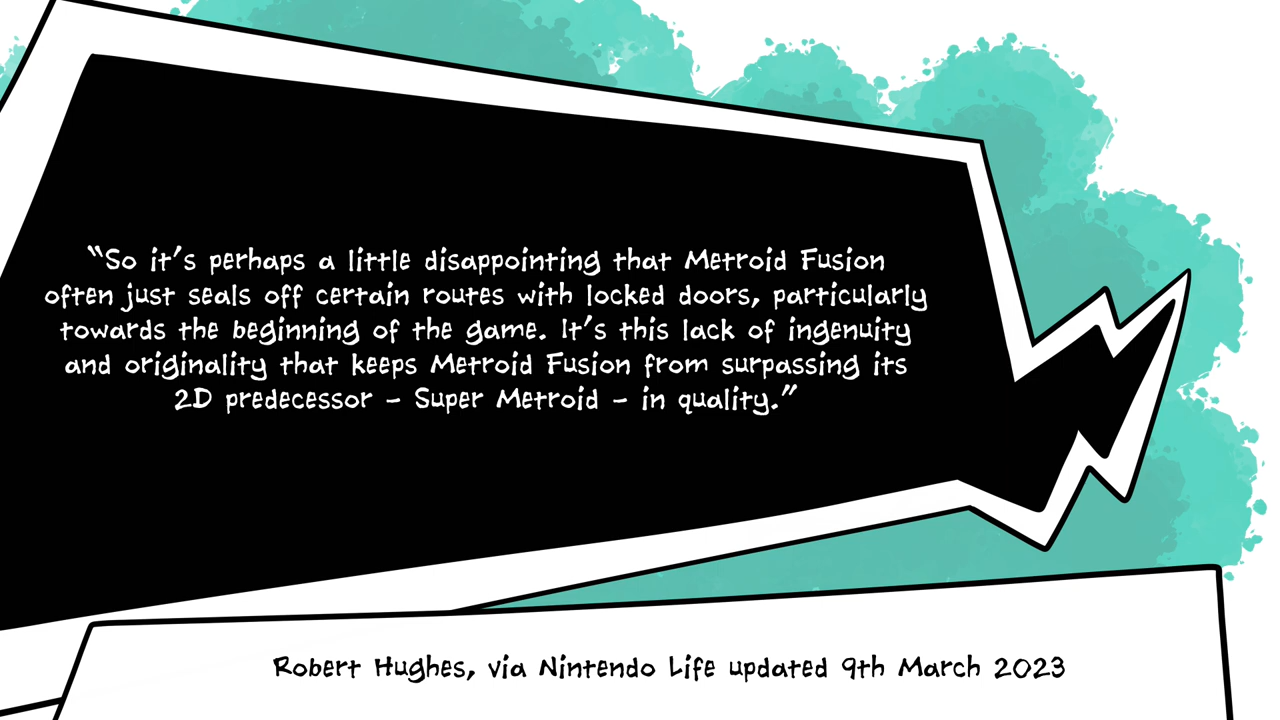 “So it’s perhaps a little disappointing that Metroid Fusion
often just seals off certain routes with locked doors, particularly
towards the beginning of the game. It’s this lack of ingenuity
and originality that keeps Metroid Fusion from surpassing its
2D predecessor – Super Metroid – in quality.”
Robert Hughes, via Nintendo Life updated 9th March 2023